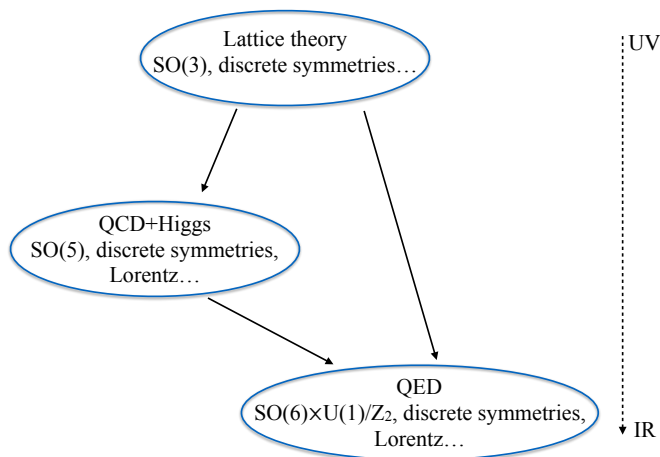 Lattice theory
SO(3), discrete symmetries…
UV
QCD+Higgs
SO(5), discrete symmetries,
Lorentz…
QED
SO(6)×U(1)/Z₂, discrete symmetries,
Lorentz…
IR